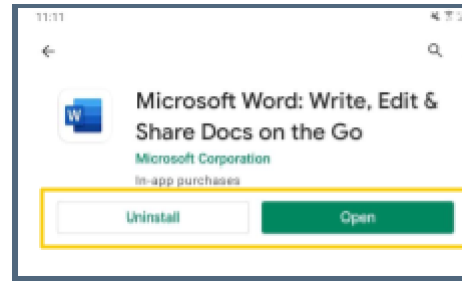 11:11
Microsoft Word: Write, Edit &
Share Docs on the Go
W
Microsoft Corporation
In-app purchases
Uninstall
Open